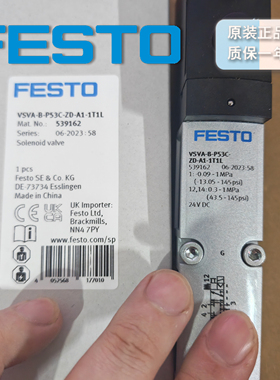 FESTO
原装正品
质保一年
FESTO
VSVA-B-P53C-ZD-A1-1T1L
Mat. No.: 539162
Series: 06-2023:S8
Solenoid valve
1 pcs
Festo SE & Co. KG
DE-73734 Esslingen
Made in China
UK Importer:
Festo Ltd,
Brackmills,
NN4 7PY
www.festo.com/sp
FESTO
VSVA-B-P53C-
ZD-A1-1T1L
539162 06-2023:S8
1: 0.09 - 1 MPa
(-13.05 - 145 psi)
12,14: 0.3 - 1 MPa
(43.5 - 145 psi)
24V DC
G